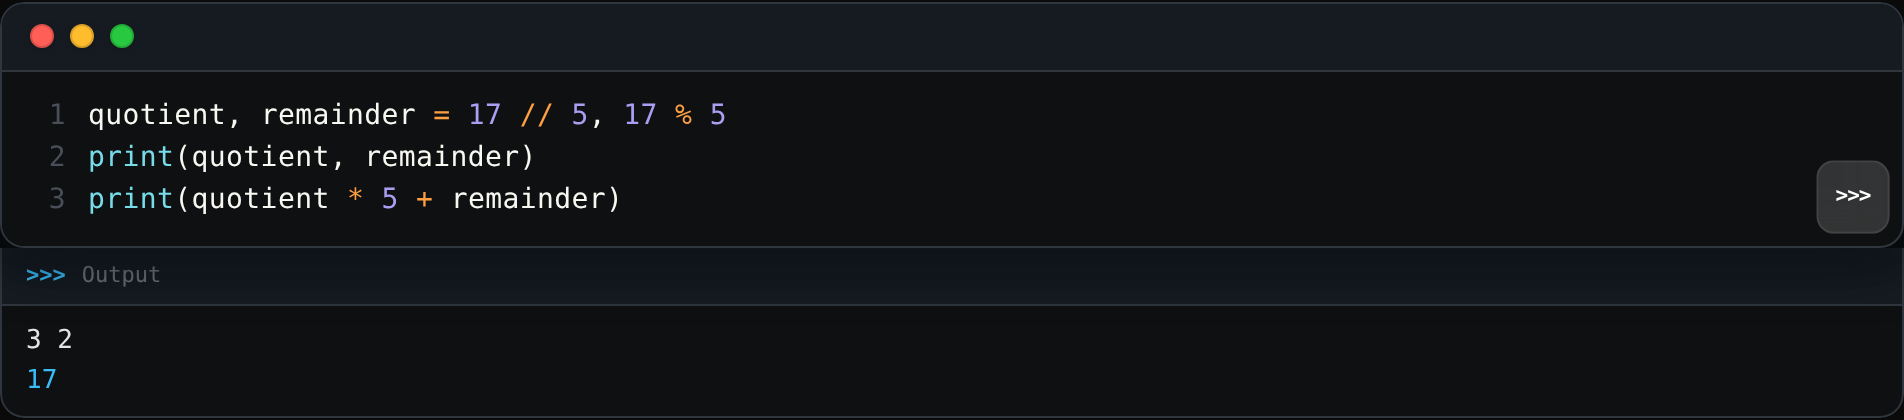 1 quotient, remainder = 17 // 5, 17 % 5
2 print(quotient, remainder)
3 print(quotient * 5 + remainder)
>>>
>>> Output
3 2
17